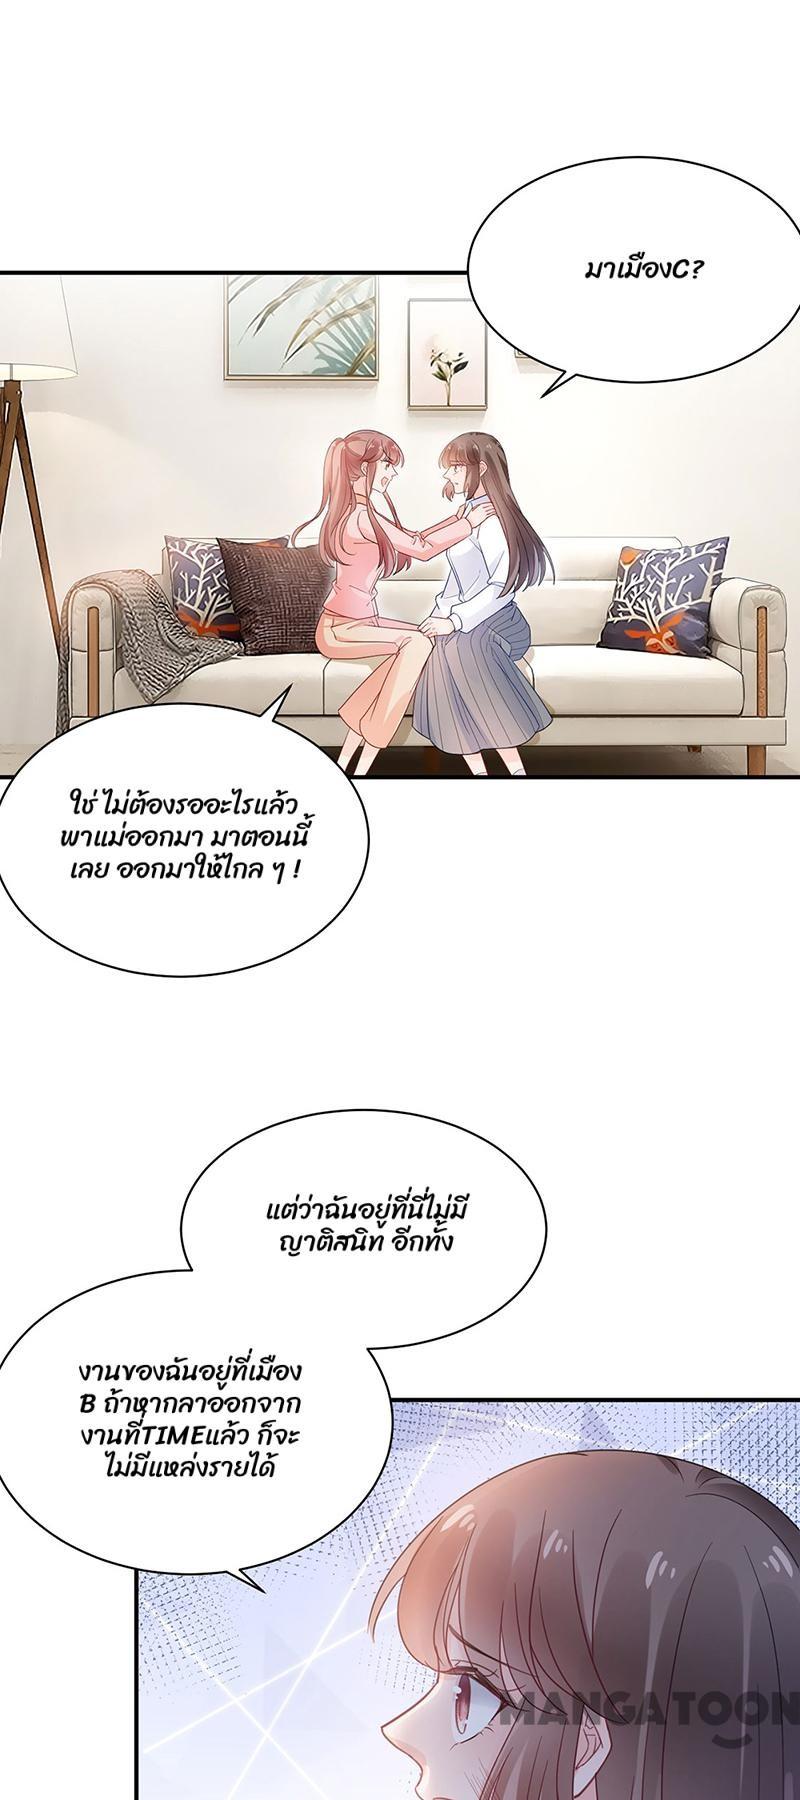 มาเมืองC?
ใช่ ไม่ต้องรออะไรแล้ว
พาแม่ออกมา มาตอนนี้
เลย ออกมาให้ไกล ๆ !
แต่ว่าฉันอยู่ที่นี่ไม่มี
ญาติสนิท อีกทั้ง
งานของฉันอยู่ที่เมือง
B ถ้าหากลาออกจาก
งานที่TIMEแล้ว ก็จะ
ไม่มีแหล่งรายได้
MANGATOON